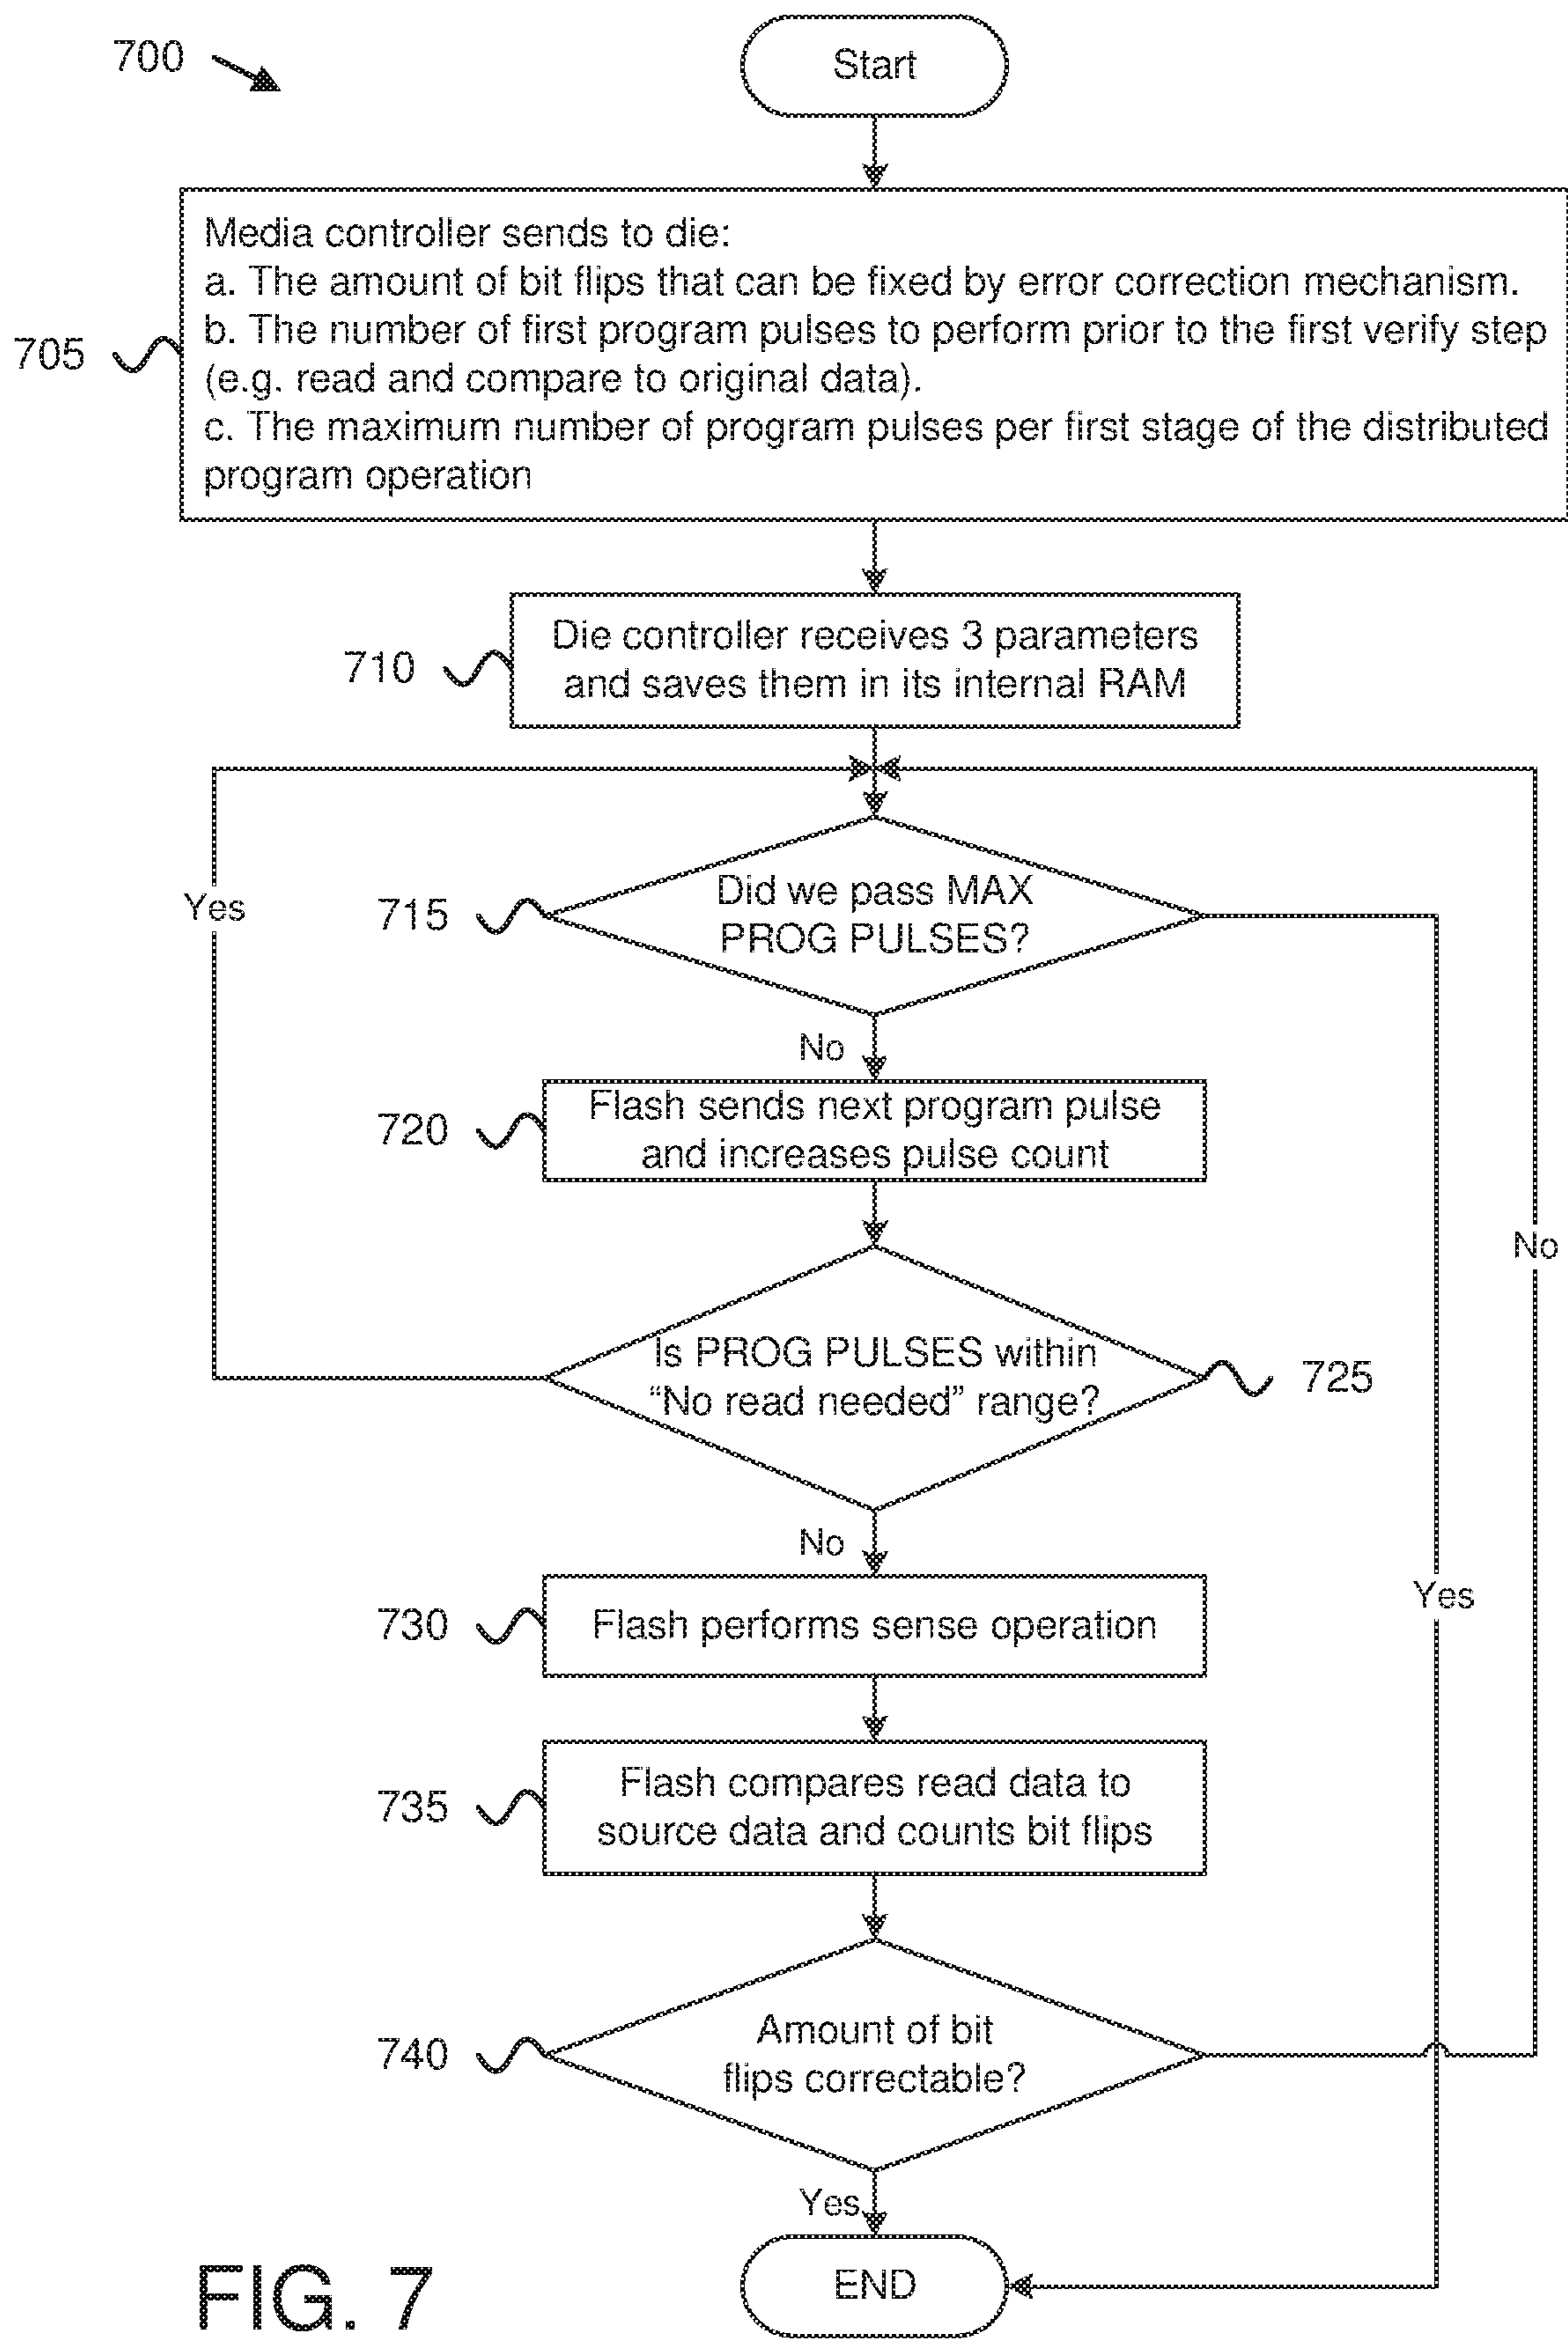 700
Start
705
Media controller sends to die:
a. The amount of bit flips that can be fixed by error correction mechanism.
b. The number of first program pulses to perform prior to the first verify step
(e.g. read and compare to original data).
c. The maximum number of program pulses per first stage of the distributed
program operation
710
Die controller receives 3 parameters
and saves them in its internal RAM
Yes
715
Did we pass MAX
PROG PULSES?
No
720
Flash sends next program pulse
and increases pulse count
No
Is PROG PULSES within
“No read needed” range?
725
No
Yes
730
Flash performs sense operation
735
Flash compares read data to
source data and counts bit flips
740
Amount of bit
flips correctable?
Yes
END
FIG. 7